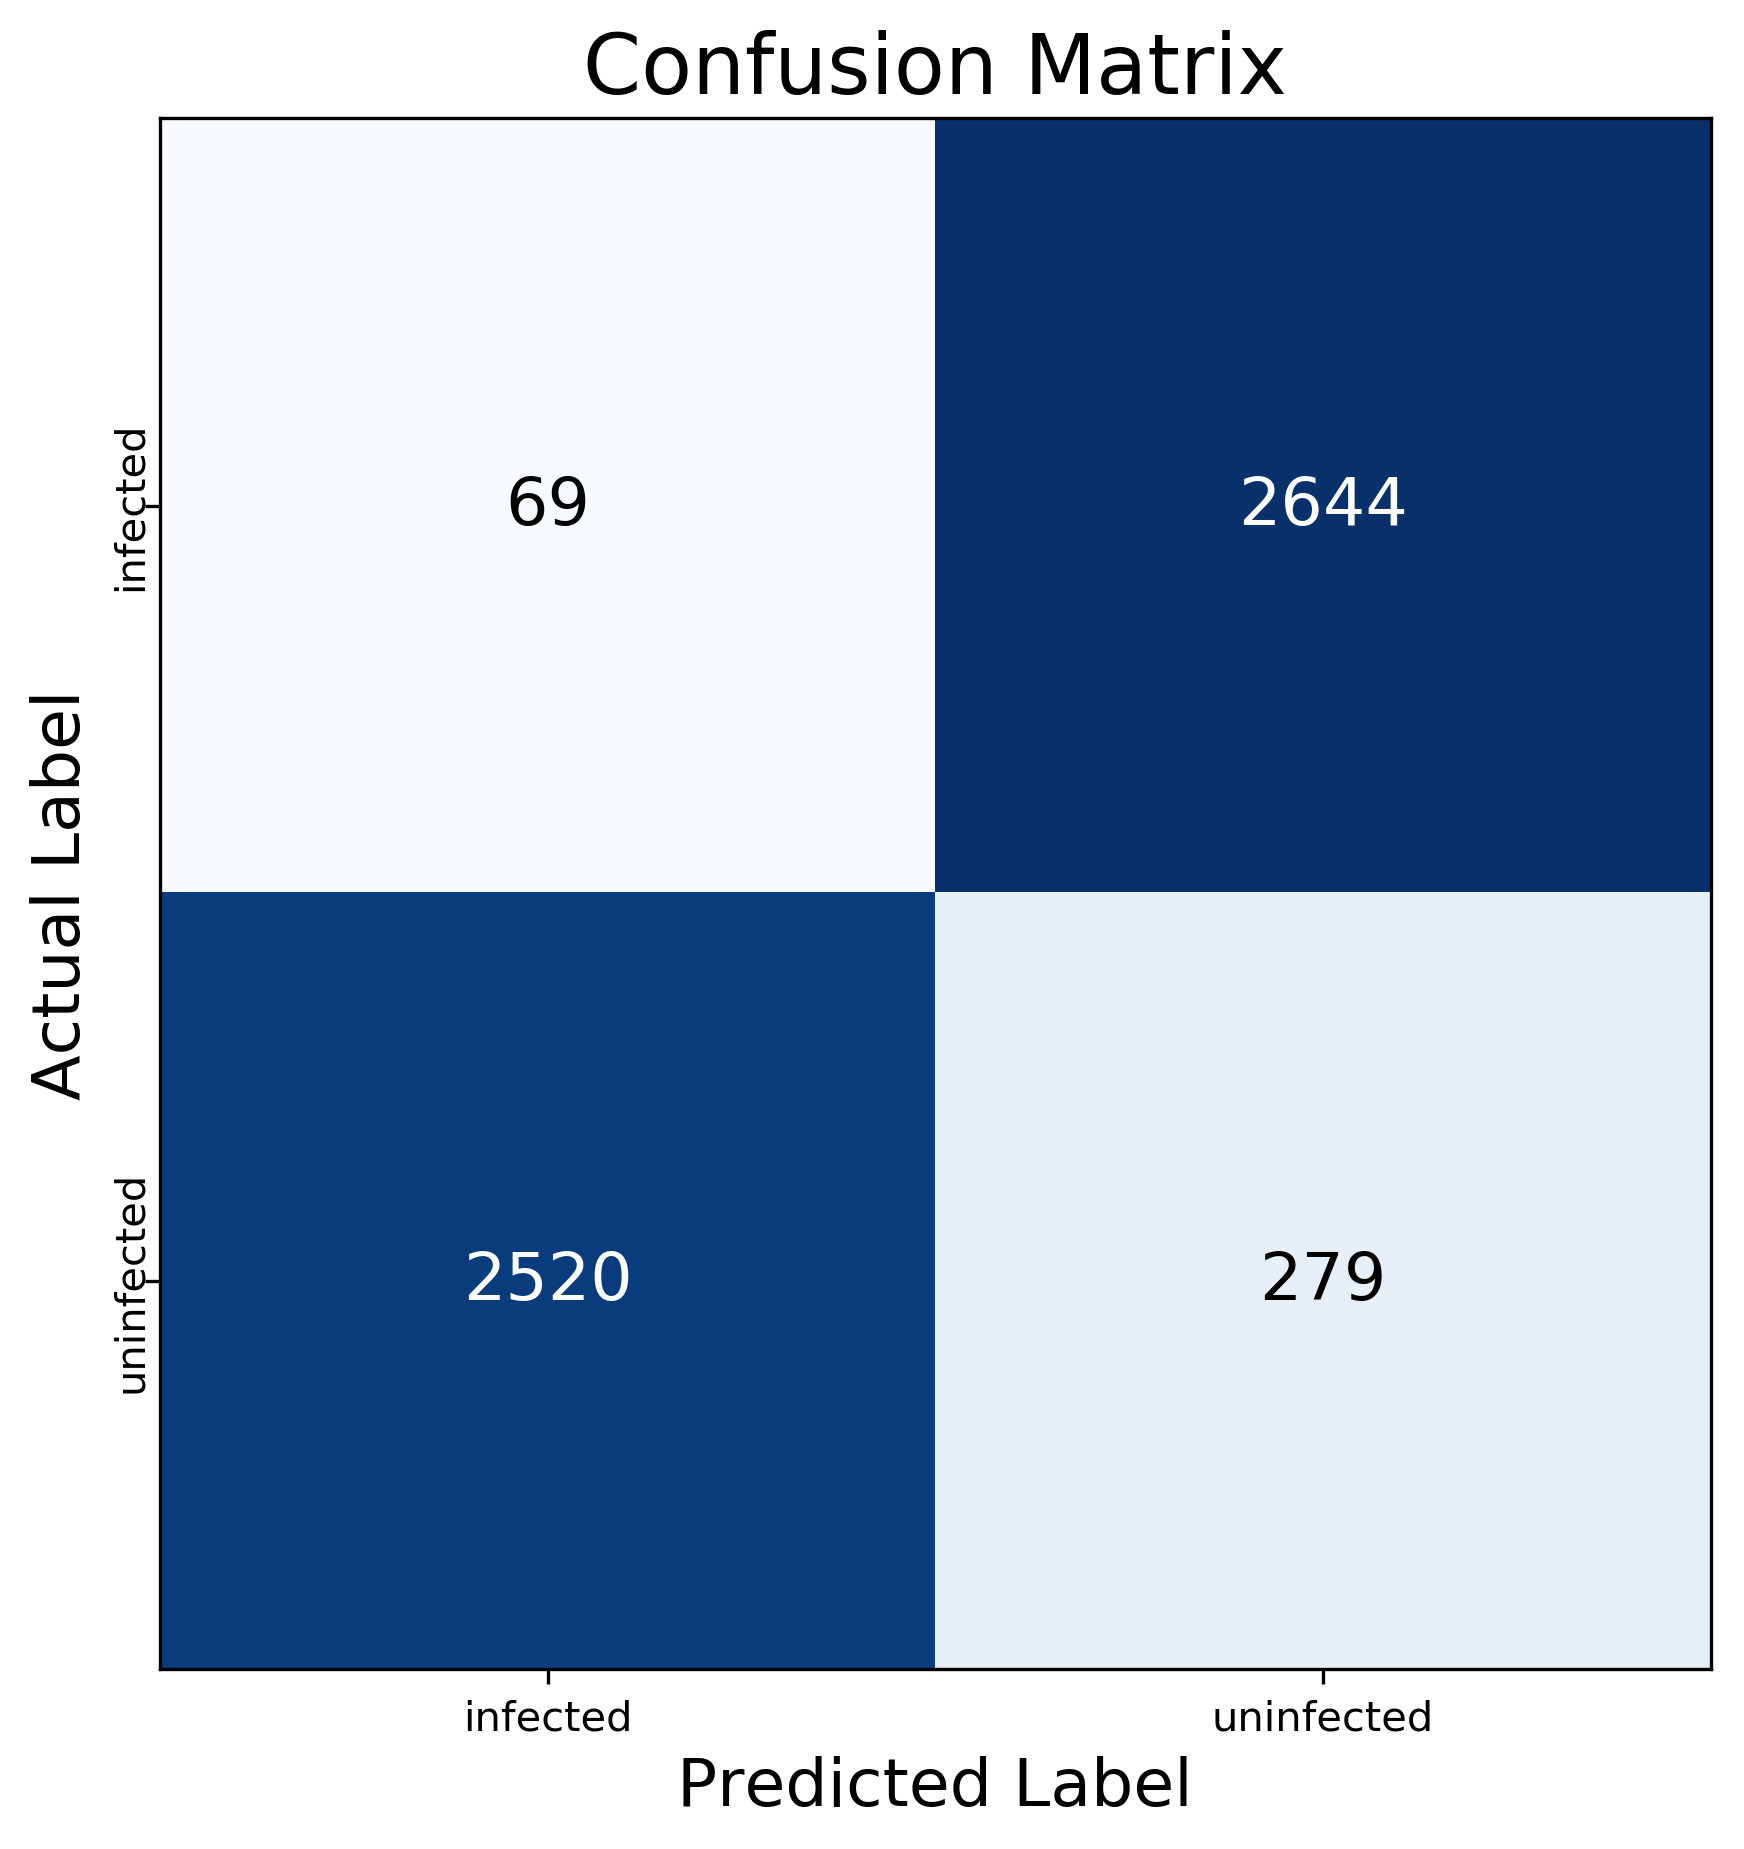 Confusion Matrix
Actual Label
infected
69
2644
uninfected
2520
279
infected
uninfected
Predicted Label